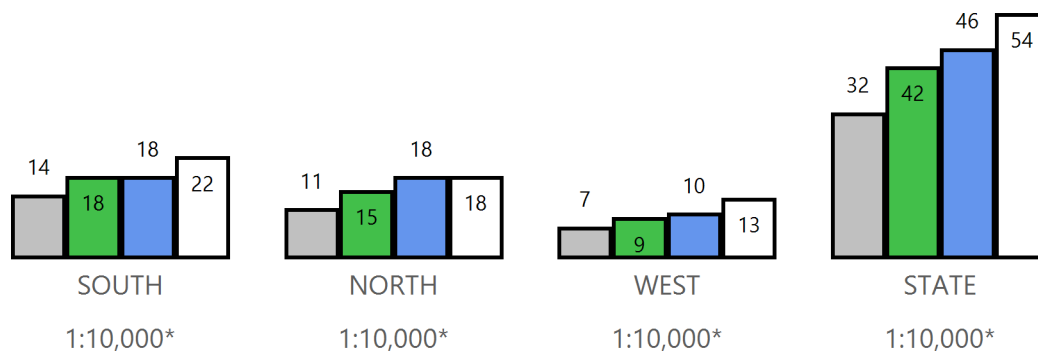 14 18 18 22
11 15 18 18
7 9 10 13
32 42 46 54
SOUTH NORTH WEST STATE
1:10,000* 1:10,000* 1:10,000* 1:10,000*